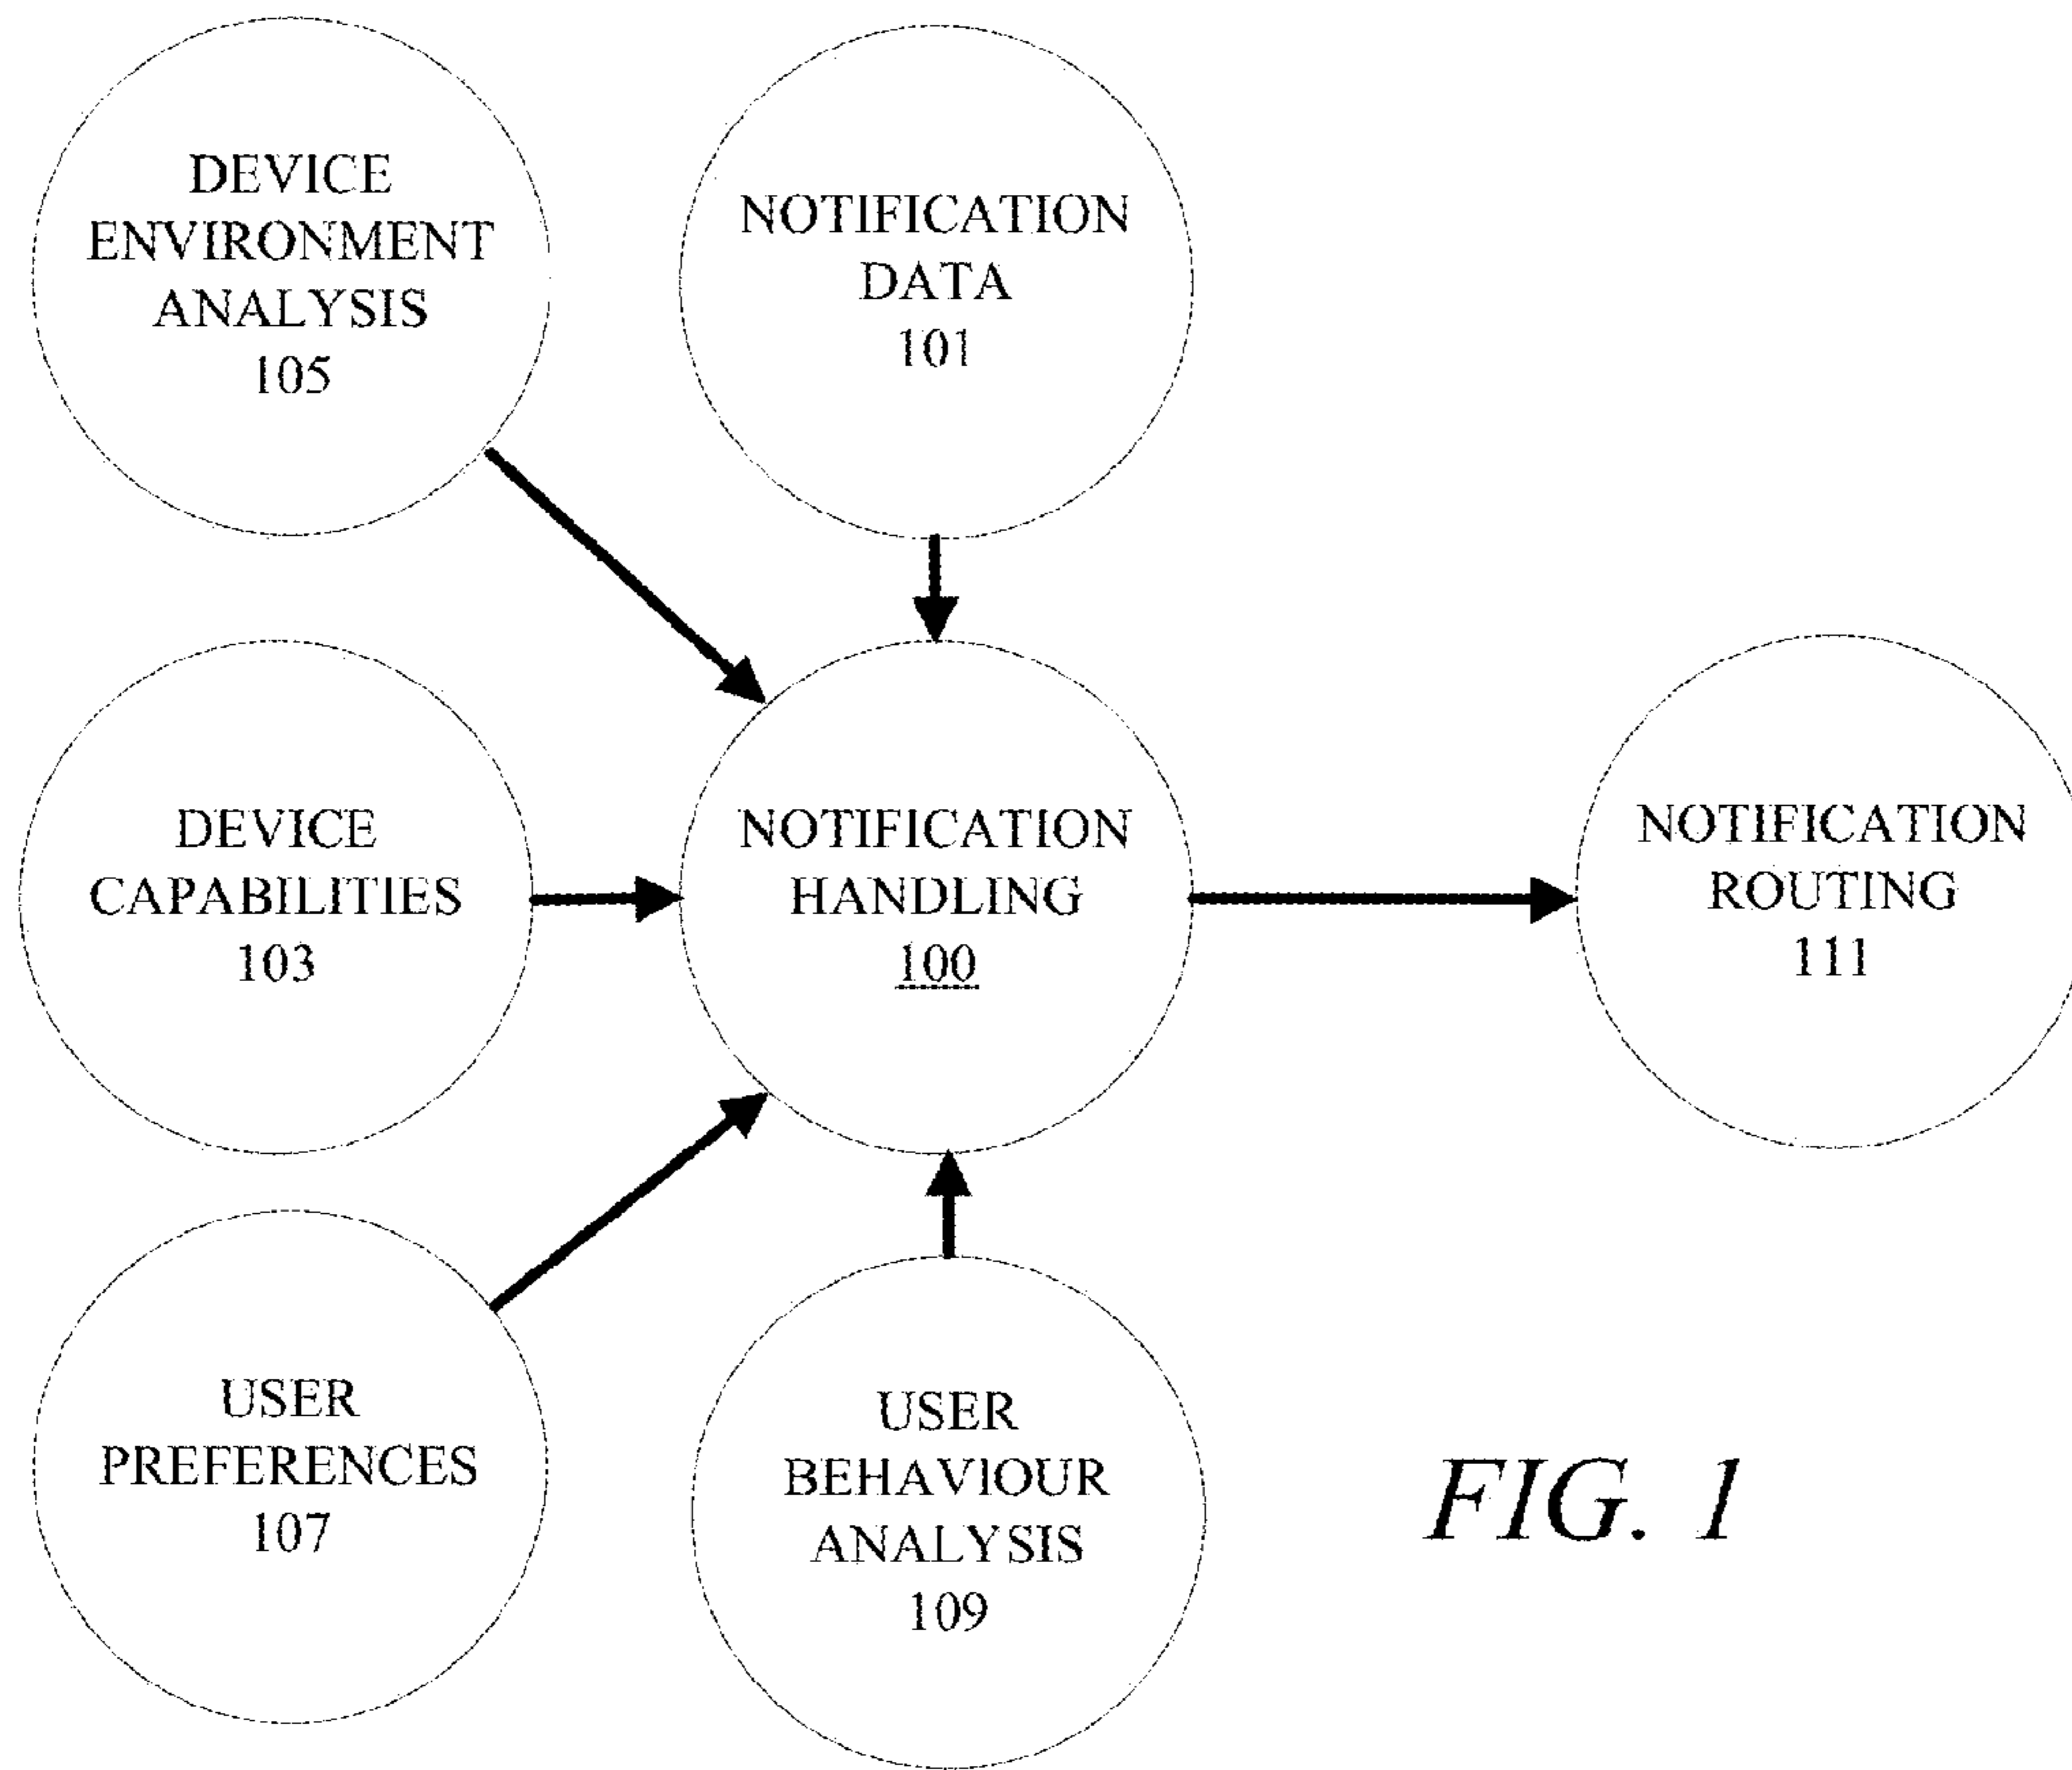 DEVICE
ENVIRONMENT
ANALYSIS
105
NOTIFICATION
DATA
101
DEVICE
CAPABILITIES
103
NOTIFICATION
HANDLING
100
NOTIFICATION
ROUTING
111
USER
PREFERENCES
107
USER
BEHAVIOUR
ANALYSIS
109
FIG. 1